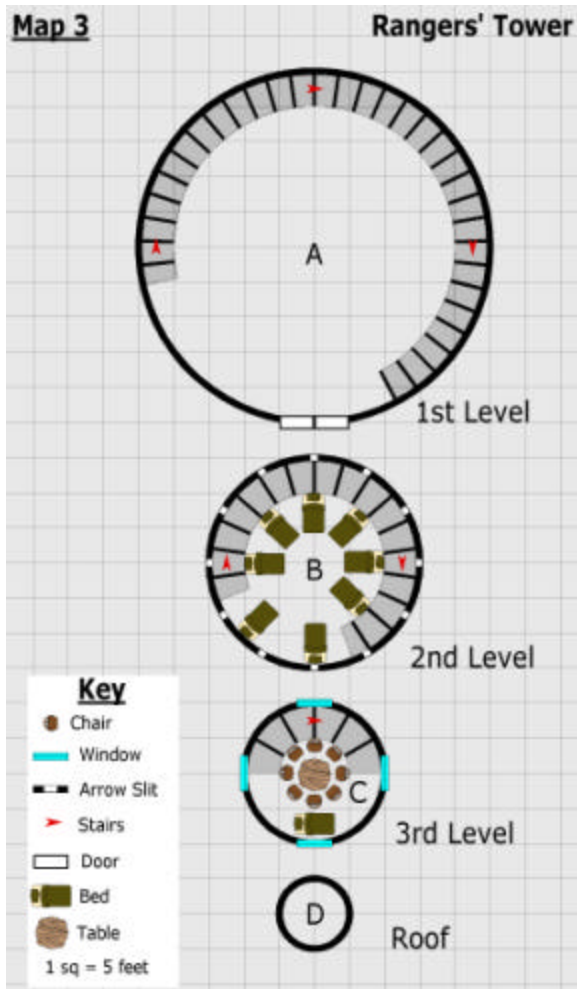 Map 3
Rangers' Tower
A
1st Level
B
2nd Level
C
3rd Level
D
Roof
Key
Chair
Window
Arrow Slit
Stairs
Door
Bed
Table
1 sq = 5 feet